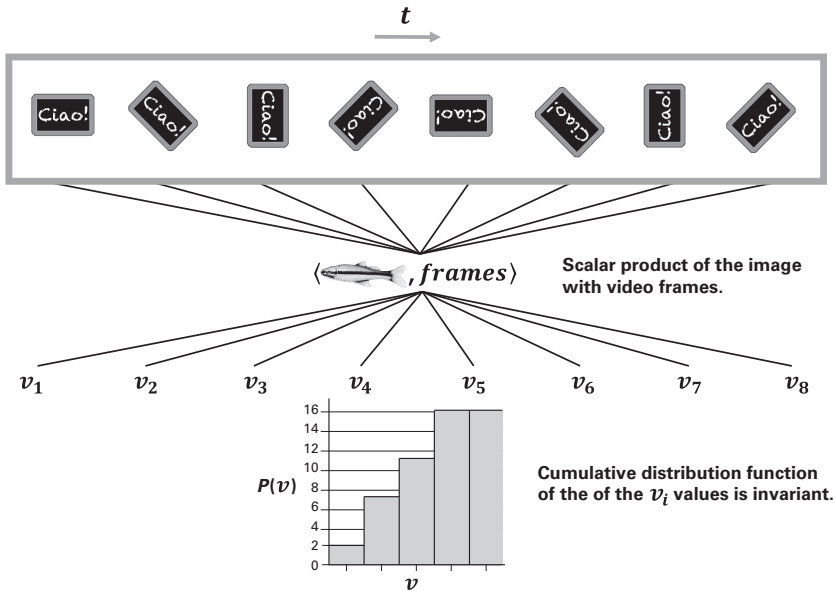 t
Ciao! Ciao! Ciao! Ciao! Ciao! Ciao! Ciao! Ciao!
⟨ , frames⟩
Scalar product of the image
with video frames.
v₁ v₂ v₃ v₄ v₅ v₆ v₇ v₈
16
14
12
10
8
6
4
2
0
P(v)
v
Cumulative distribution function
of the of the vᵢ values is invariant.